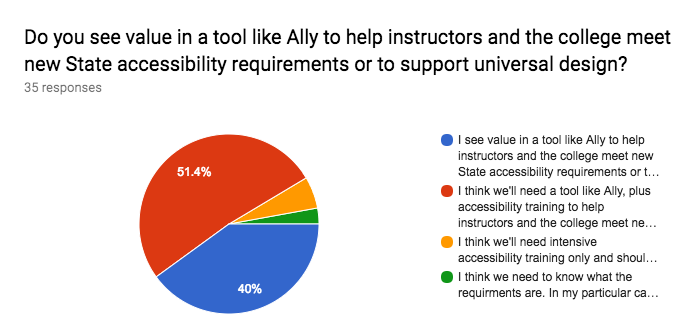 Do you see value in a tool like Ally to help instructors and the college meet
new State accessibility requirements or to support universal design?
35 responses
51.4%
40%
I see value in a tool like Ally to help
instructors and the college meet new
State accessibility requirements or t…
I think we'll need a tool like Ally, plus
accessibility training to help
instructors and the college meet ne…
I think we'll need intensive
accessibility training only and shoul…
I think we need to know what the
requirments are. In my particular ca…